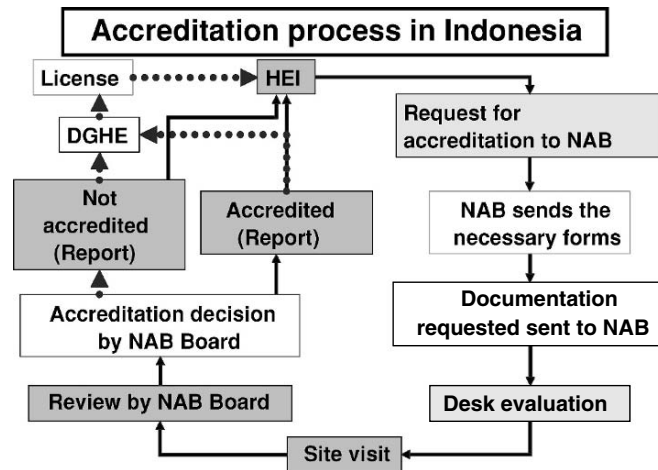 Accreditation process in Indonesia
License
HEI
DGHE
Request for
accreditation to NAB
Not
accredited
(Report)
Accredited
(Report)
NAB sends the
necessary forms
Accreditation decision
by NAB Board
Documentation
requested sent to NAB
Review by NAB Board
Desk evaluation
Site visit